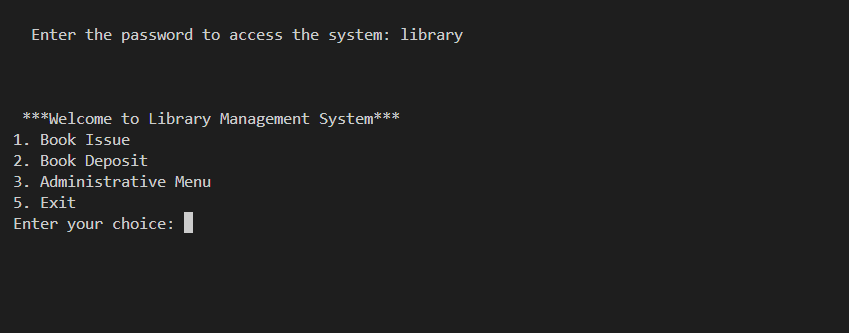 Enter the password to access the system: library
***Welcome to Library Management System***
1. Book Issue
2. Book Deposit
3. Administrative Menu
5. Exit
Enter your choice: